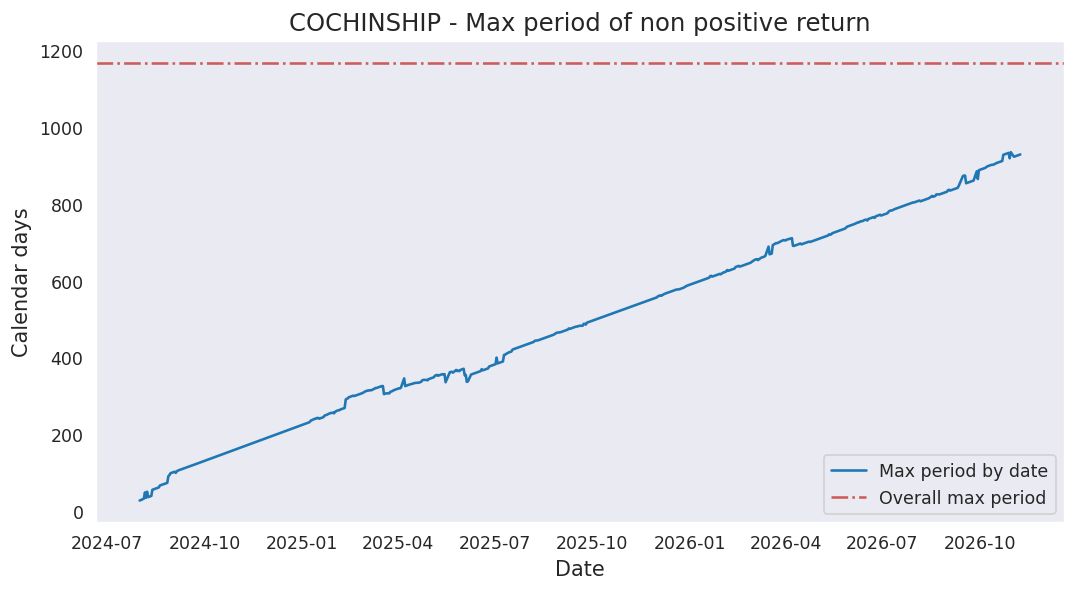 COCHINSHIP - Max period of non positive return
Calendar days
1200
1000
800
600
400
200
0
2024-07 2024-10 2025-01 2025-04 2025-07 2025-10 2026-01 2026-04 2026-07 2026-10
Date
Max period by date
Overall max period